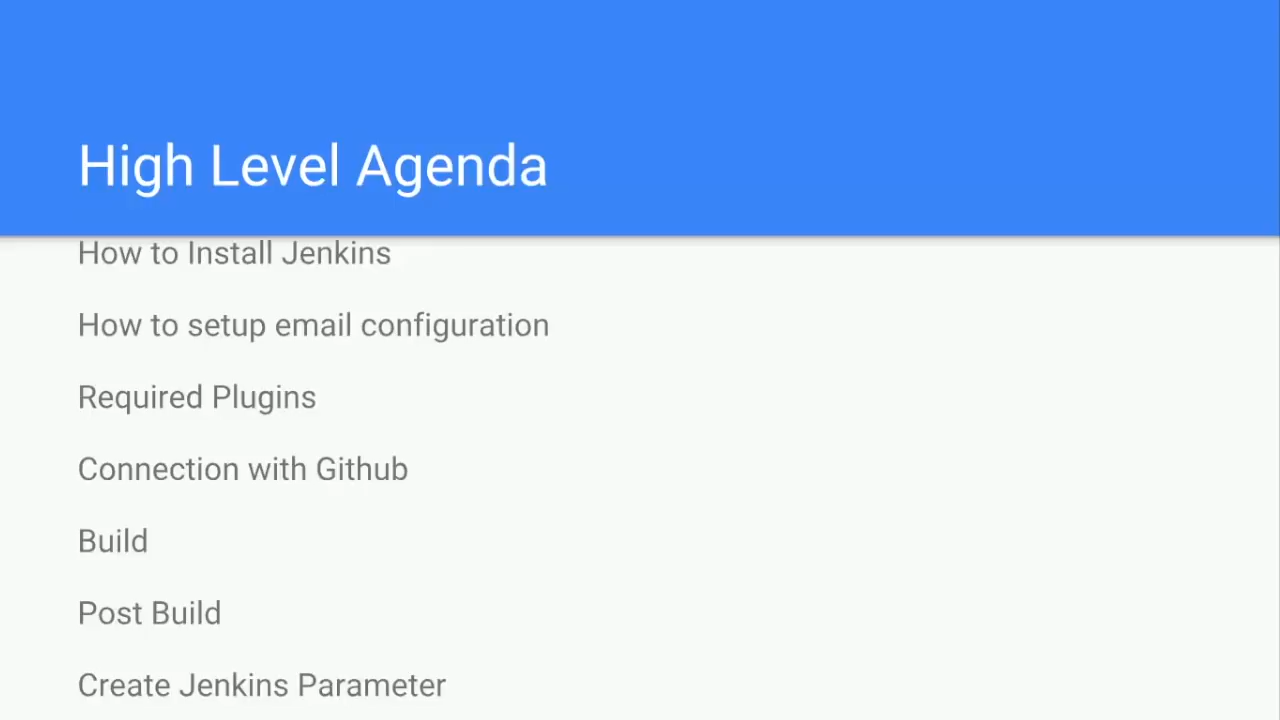 High Level Agenda
How to Install Jenkins
How to setup email configuration
Required Plugins
Connection with Github
Build
Post Build
Create Jenkins Parameter